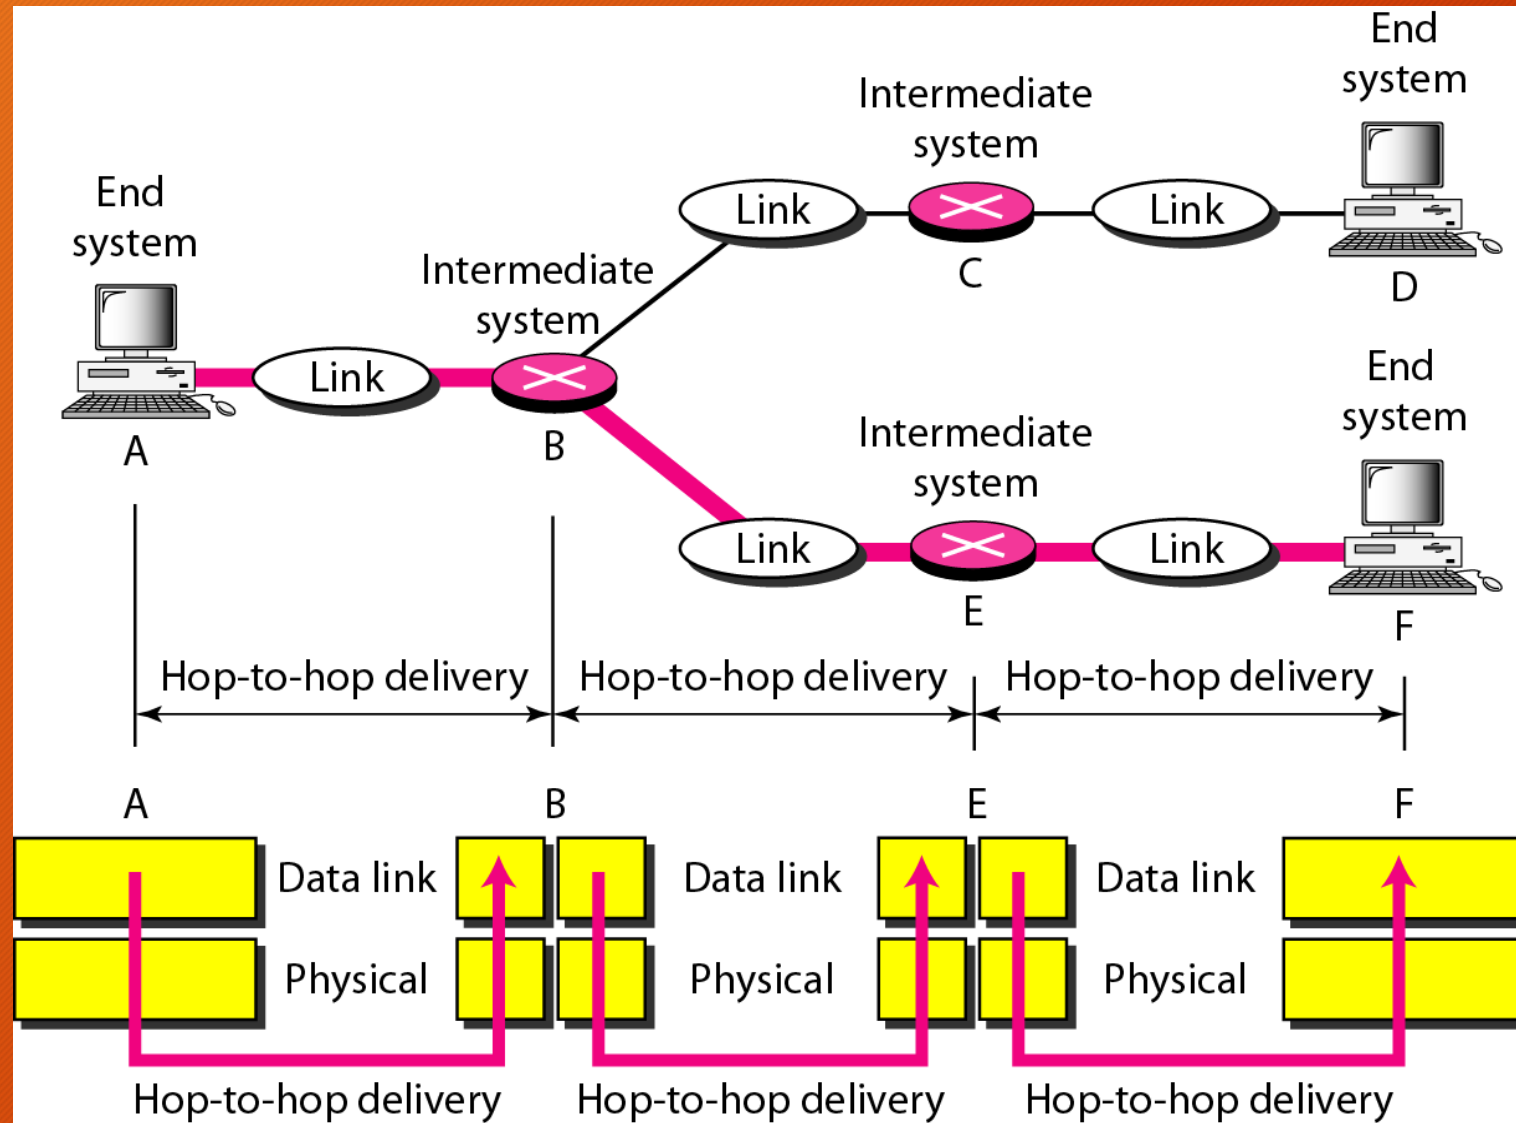 End
system
Intermediate
system
Link
C
Link
D
End
system
A
Link
Intermediate
system
B
Intermediate
system
Link
E
Link
End
system
F
Hop-to-hop delivery
Hop-to-hop delivery
Hop-to-hop delivery
A
B
E
F
Data link
Data link
Data link
Physical
Physical
Physical
Hop-to-hop delivery
Hop-to-hop delivery
Hop-to-hop delivery